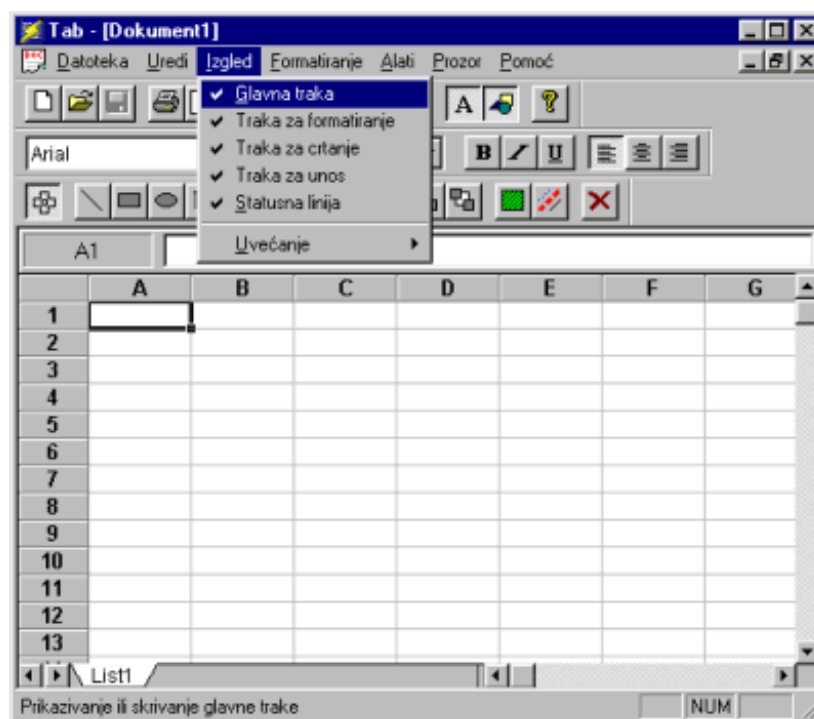 Tab - [Dokument1]
Datoteka Uredi Izgled Formatiranje Alati Prozor Pomoć
Glavna traka
A ?
Traka za formatiranje
Arial
B I U
Traka za crtanje
Traka za unos
Statusna linija
A1
Uvećanje
A B C D E F G
1
2
3
4
5
6
7
8
9
10
11
12
13
List1
Prikazivanje ili skrivanje glavne trake
NUM